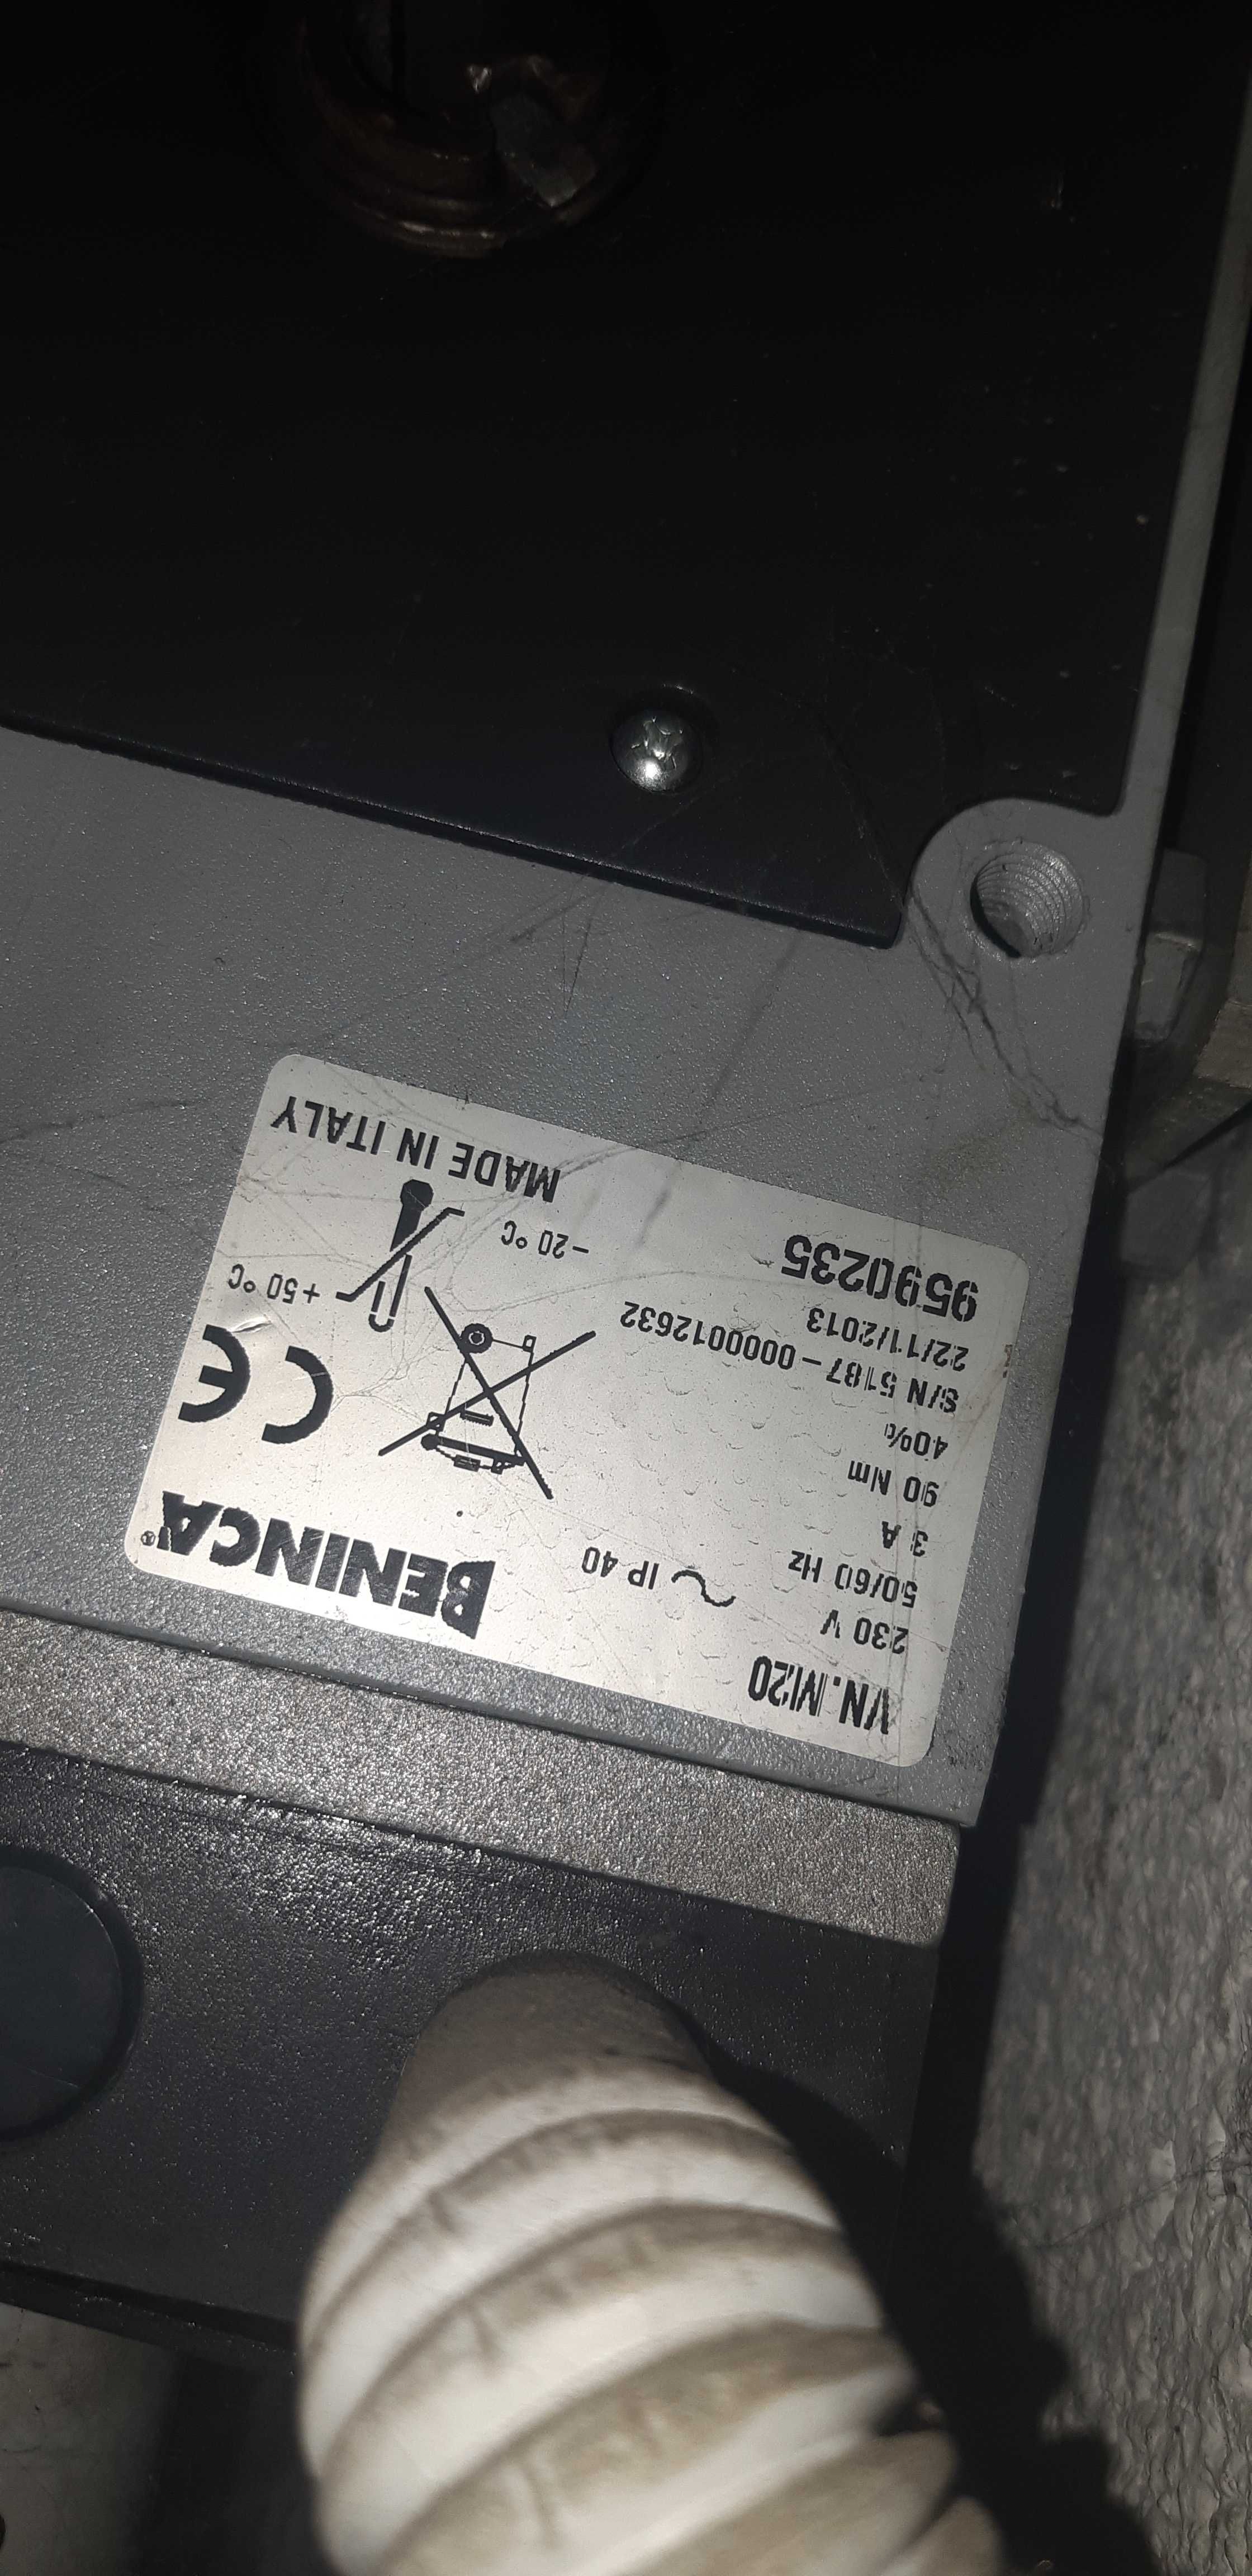 VN.M20
230 V
50/60 Hz
3 A
90 Nm
40%
S/N 5187-0000012632
22/11/2013
9590235
IP 40
BENINCA®
CE
+50 °C
-20 °C
MADE IN ITALY